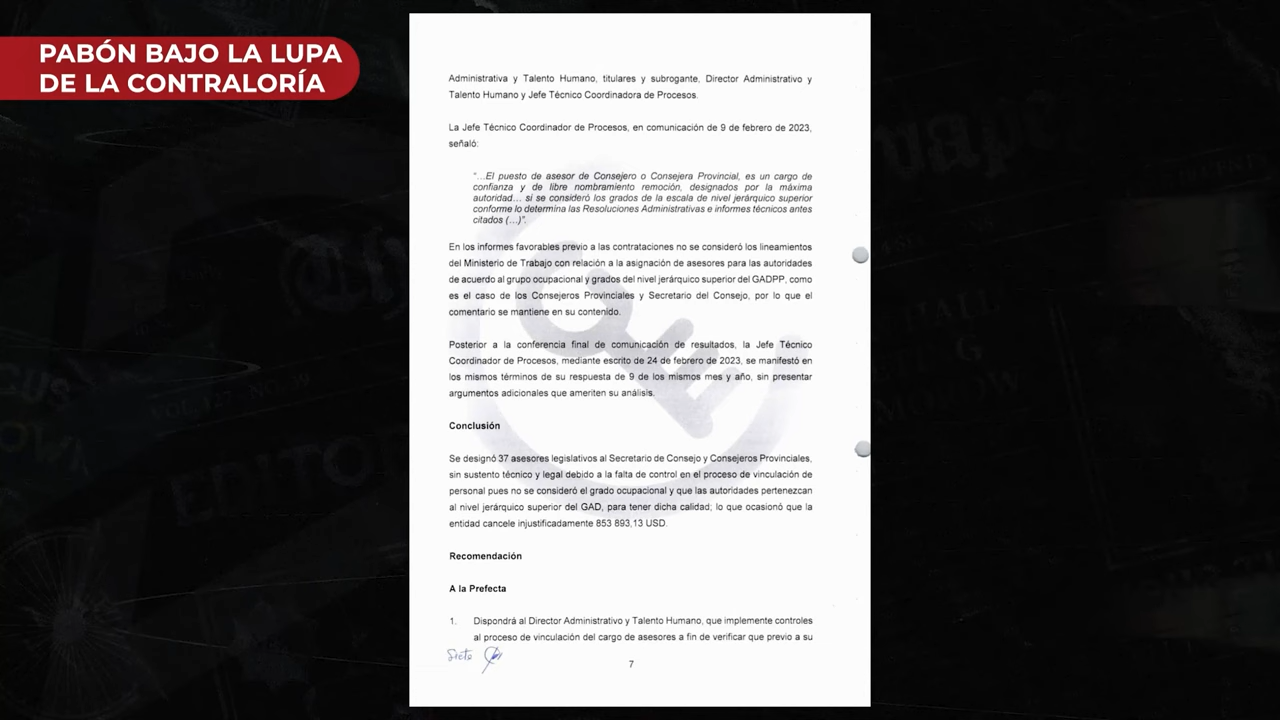 PABÓN BAJO LA LUPA
DE LA CONTRALORÍA
Administrativa y Talento Humano, titulares y subrogante, Director Administrativo y
Talento Humano y Jefe Técnico Coordinadora de Procesos.
La Jefe Técnico Coordinador de Procesos, en comunicación de 9 de febrero de 2023,
señaló:
“…El puesto de asesor de Consejero o Consejera Provincial, es un cargo de
confianza y de libre nombramiento remoción, designados por la máxima
autoridad… si se consideró los grados de la escala de nivel jerárquico superior
conforme lo determina las Resoluciones Administrativas e informes técnicos antes
citados (…)”.
En los informes favorables previo a las contrataciones no se consideró los lineamientos
del Ministerio de Trabajo con relación a la asignación de asesores para las autoridades
de acuerdo al grupo ocupacional y grados del nivel jerárquico superior del GADPP, como
es el caso de los Consejeros Provinciales y Secretario del Consejo, por lo que el
comentario se mantiene en su contenido.
Posterior a la conferencia final de comunicación de resultados, la Jefe Técnico
Coordinador de Procesos, mediante escrito de 24 de febrero de 2023, se manifestó en
los mismos términos de su respuesta de 9 de los mismos mes y año, sin presentar
argumentos adicionales que ameriten su análisis.
Conclusión
Se designó 37 asesores legislativos al Secretario de Consejo y Consejeros Provinciales,
sin sustento técnico y legal debido a la falta de control en el proceso de vinculación de
personal pues no se consideró el grado ocupacional y que las autoridades pertenezcan
al nivel jerárquico superior del GAD, para tener dicha calidad; lo que ocasionó que la
entidad cancele injustificadamente 853 893,13 USD.
Recomendación
A la Prefecta
1. Dispondrá al Director Administrativo y Talento Humano, que implemente controles
al proceso de vinculación del cargo de asesores a fin de verificar que previo a su
Siete
7
CGE